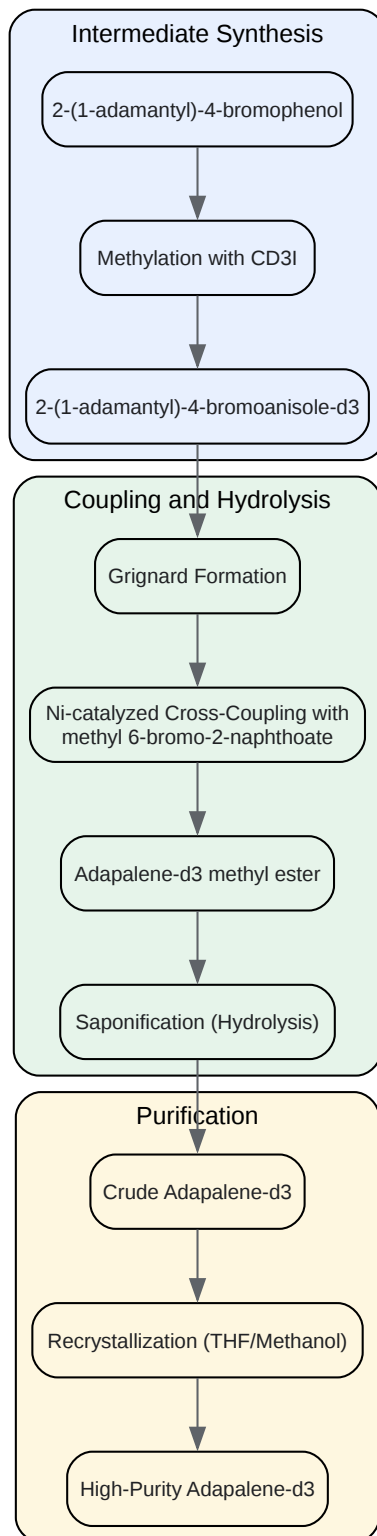 Intermediate Synthesis
2-(1-adamantyl)-4-bromophenol
Methylation with CD3I
2-(1-adamantyl)-4-bromoanisole-d3
Coupling and Hydrolysis
Grignard Formation
Ni-catalyzed Cross-Coupling with
methyl 6-bromo-2-naphthoate
Adapalene-d3 methyl ester
Saponification (Hydrolysis)
Purification
Crude Adapalene-d3
Recrystallization (THF/Methanol)
High-Purity Adapalene-d3